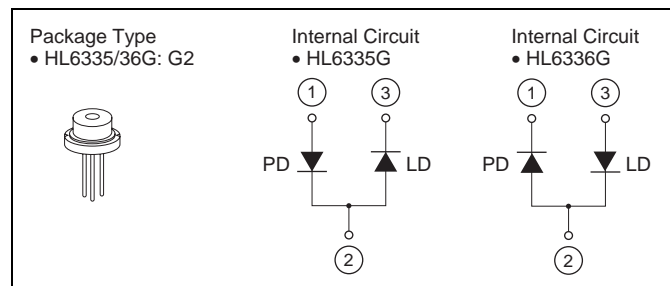 Package Type
• HL6335/36G: G2
Internal Circuit
• HL6335G
1 3
PD LD
2
Internal Circuit
• HL6336G
1 3
PD LD
2